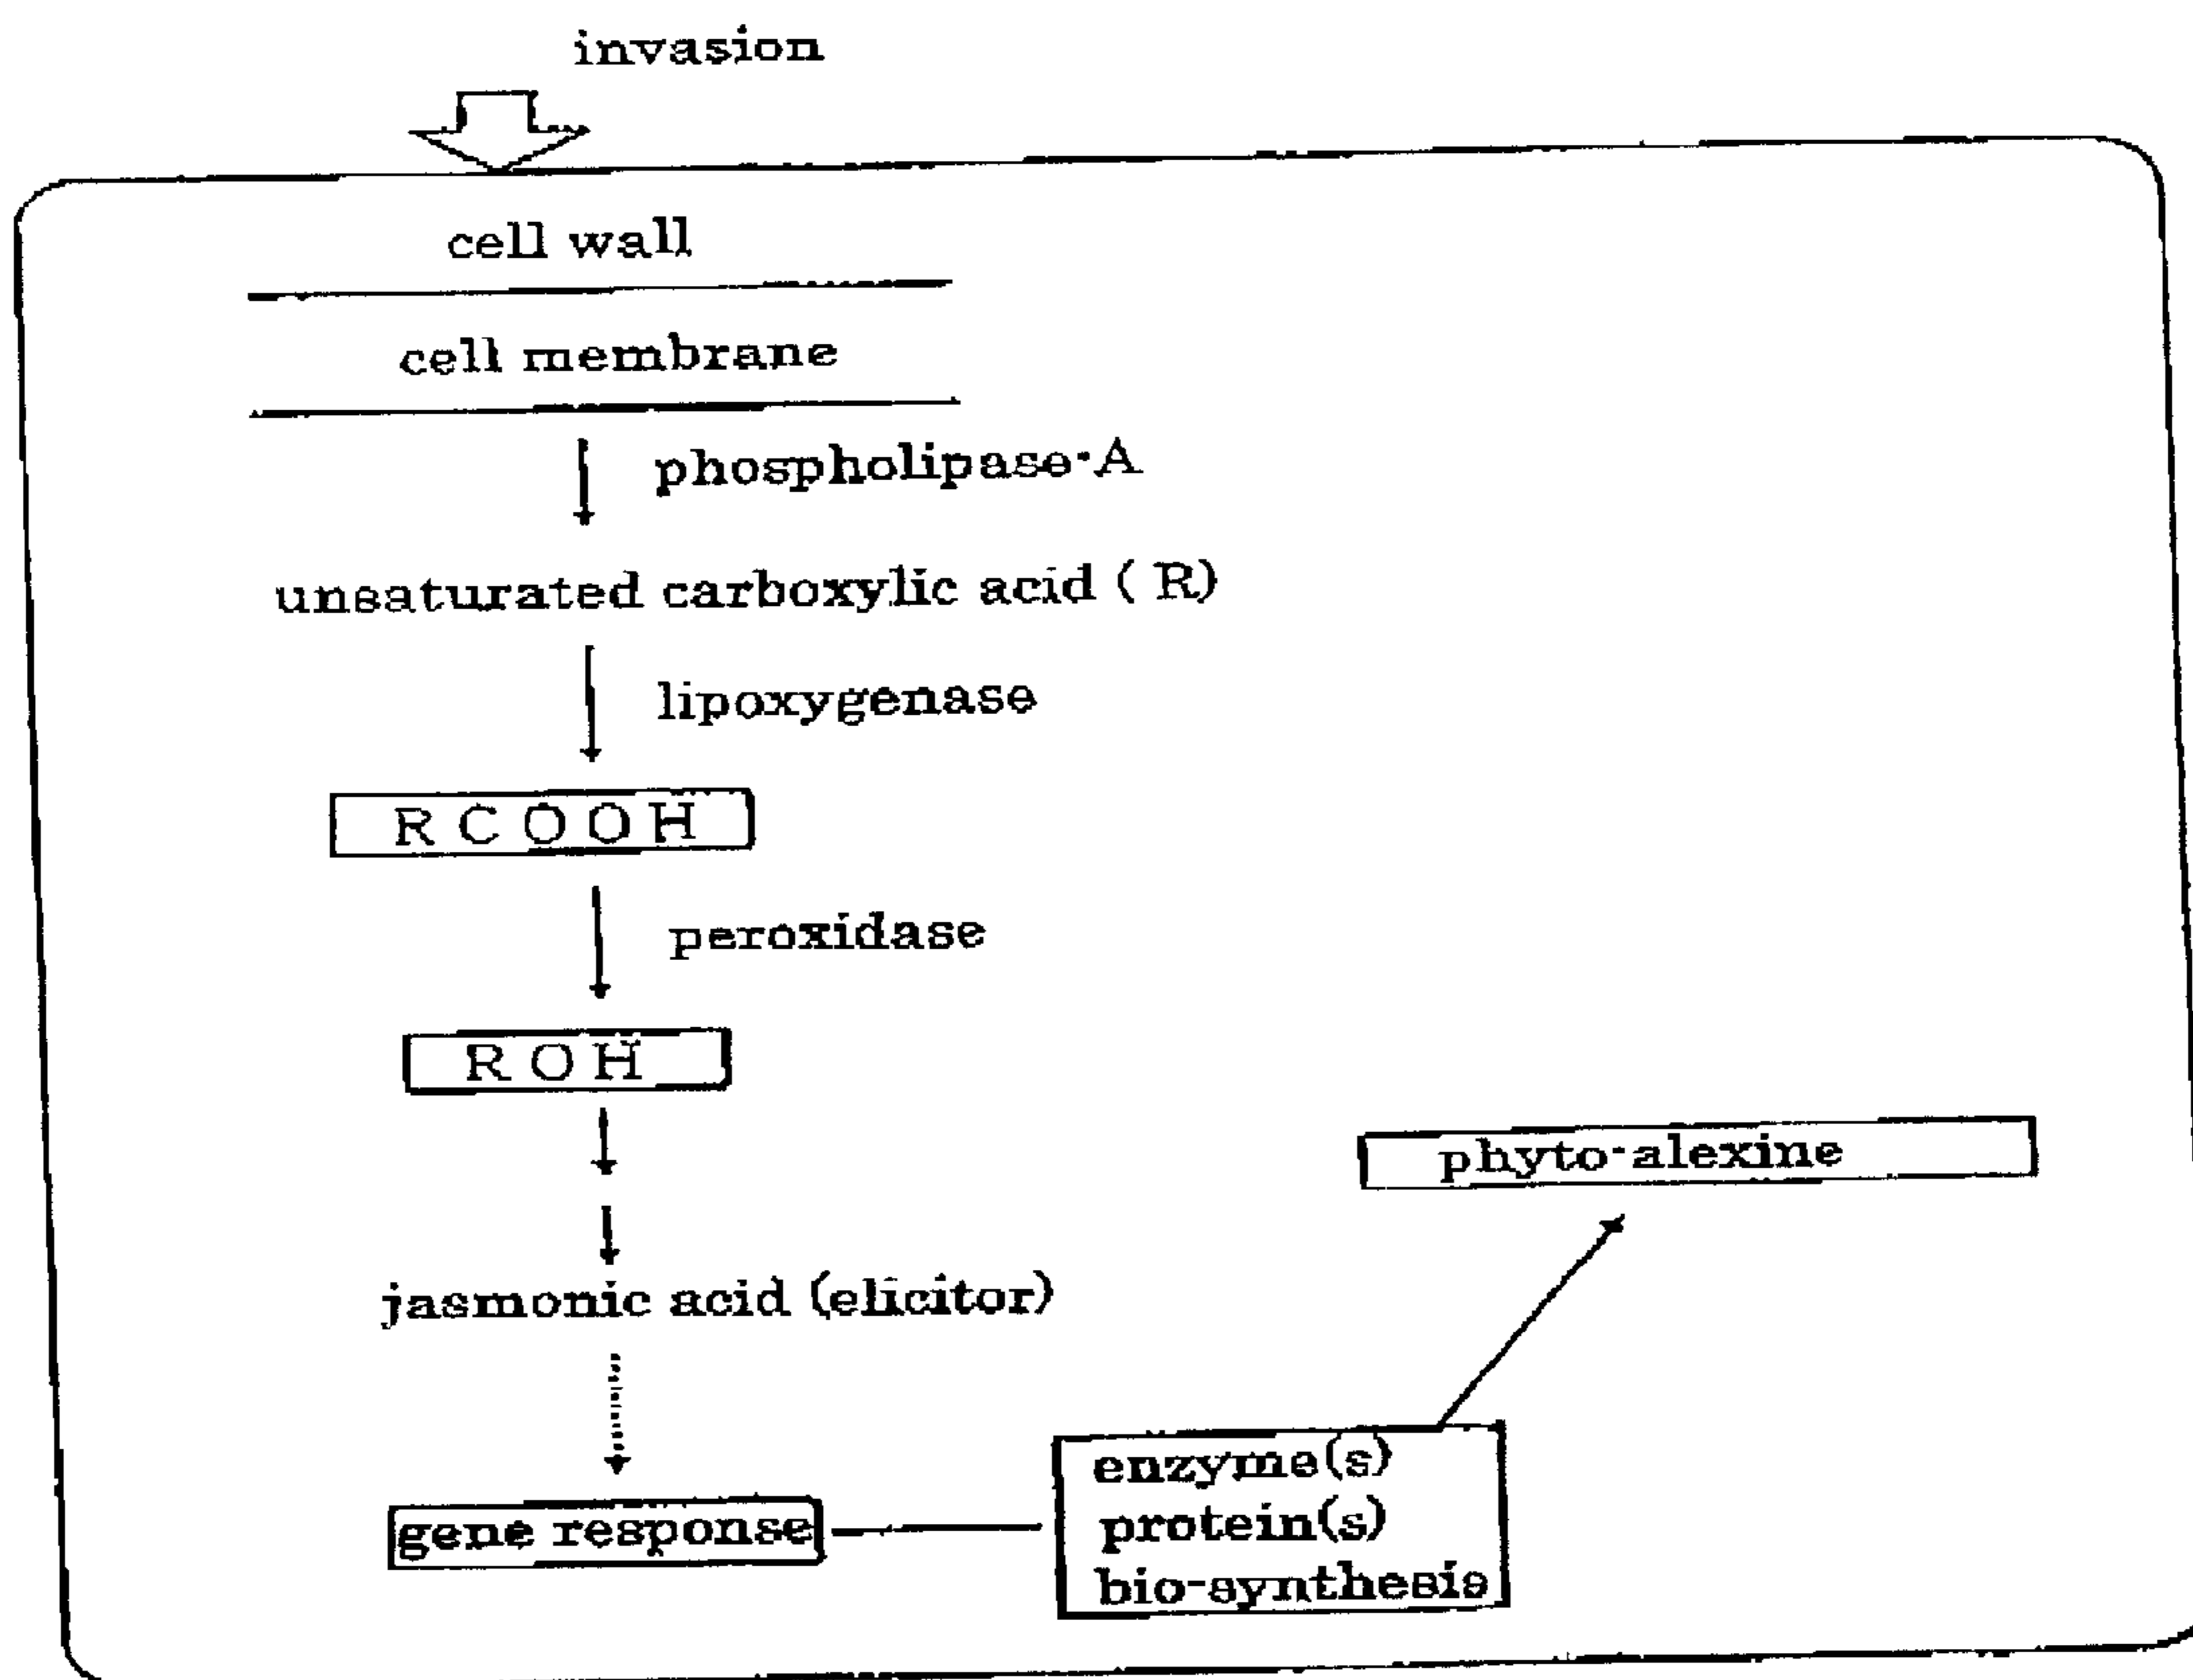 invasion
cell wall
cell membrane
phospholipase-A
unsaturated carboxylic acid ( R)
lipoxygenase
RCOOH
peroxidase
ROH
phyto-alexine
jasmonic acid (elicitor)
enzyme(s)
gene response
protein(s)
bio-synthesis